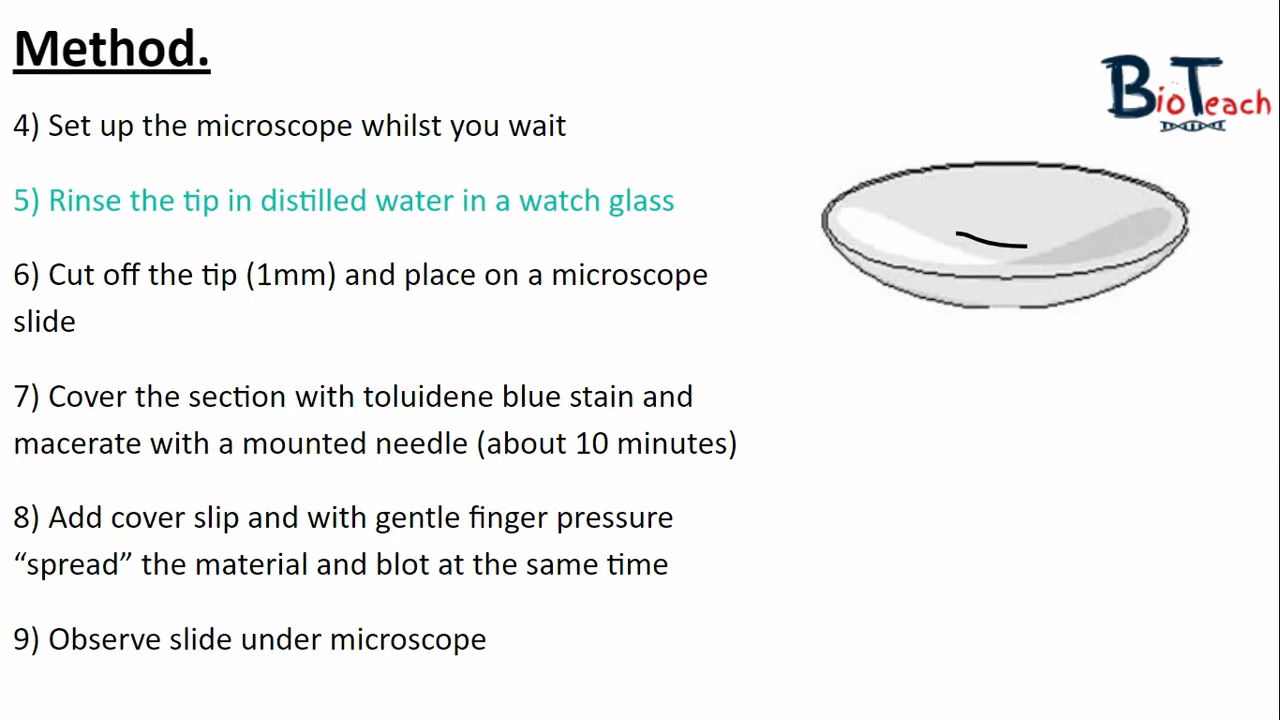 Method.
BioTeach
4) Set up the microscope whilst you wait
5) Rinse the tip in distilled water in a watch glass
6) Cut off the tip (1mm) and place on a microscope
slide
7) Cover the section with toluidene blue stain and
macerate with a mounted needle (about 10 minutes)
8) Add cover slip and with gentle finger pressure
“spread” the material and blot at the same time
9) Observe slide under microscope